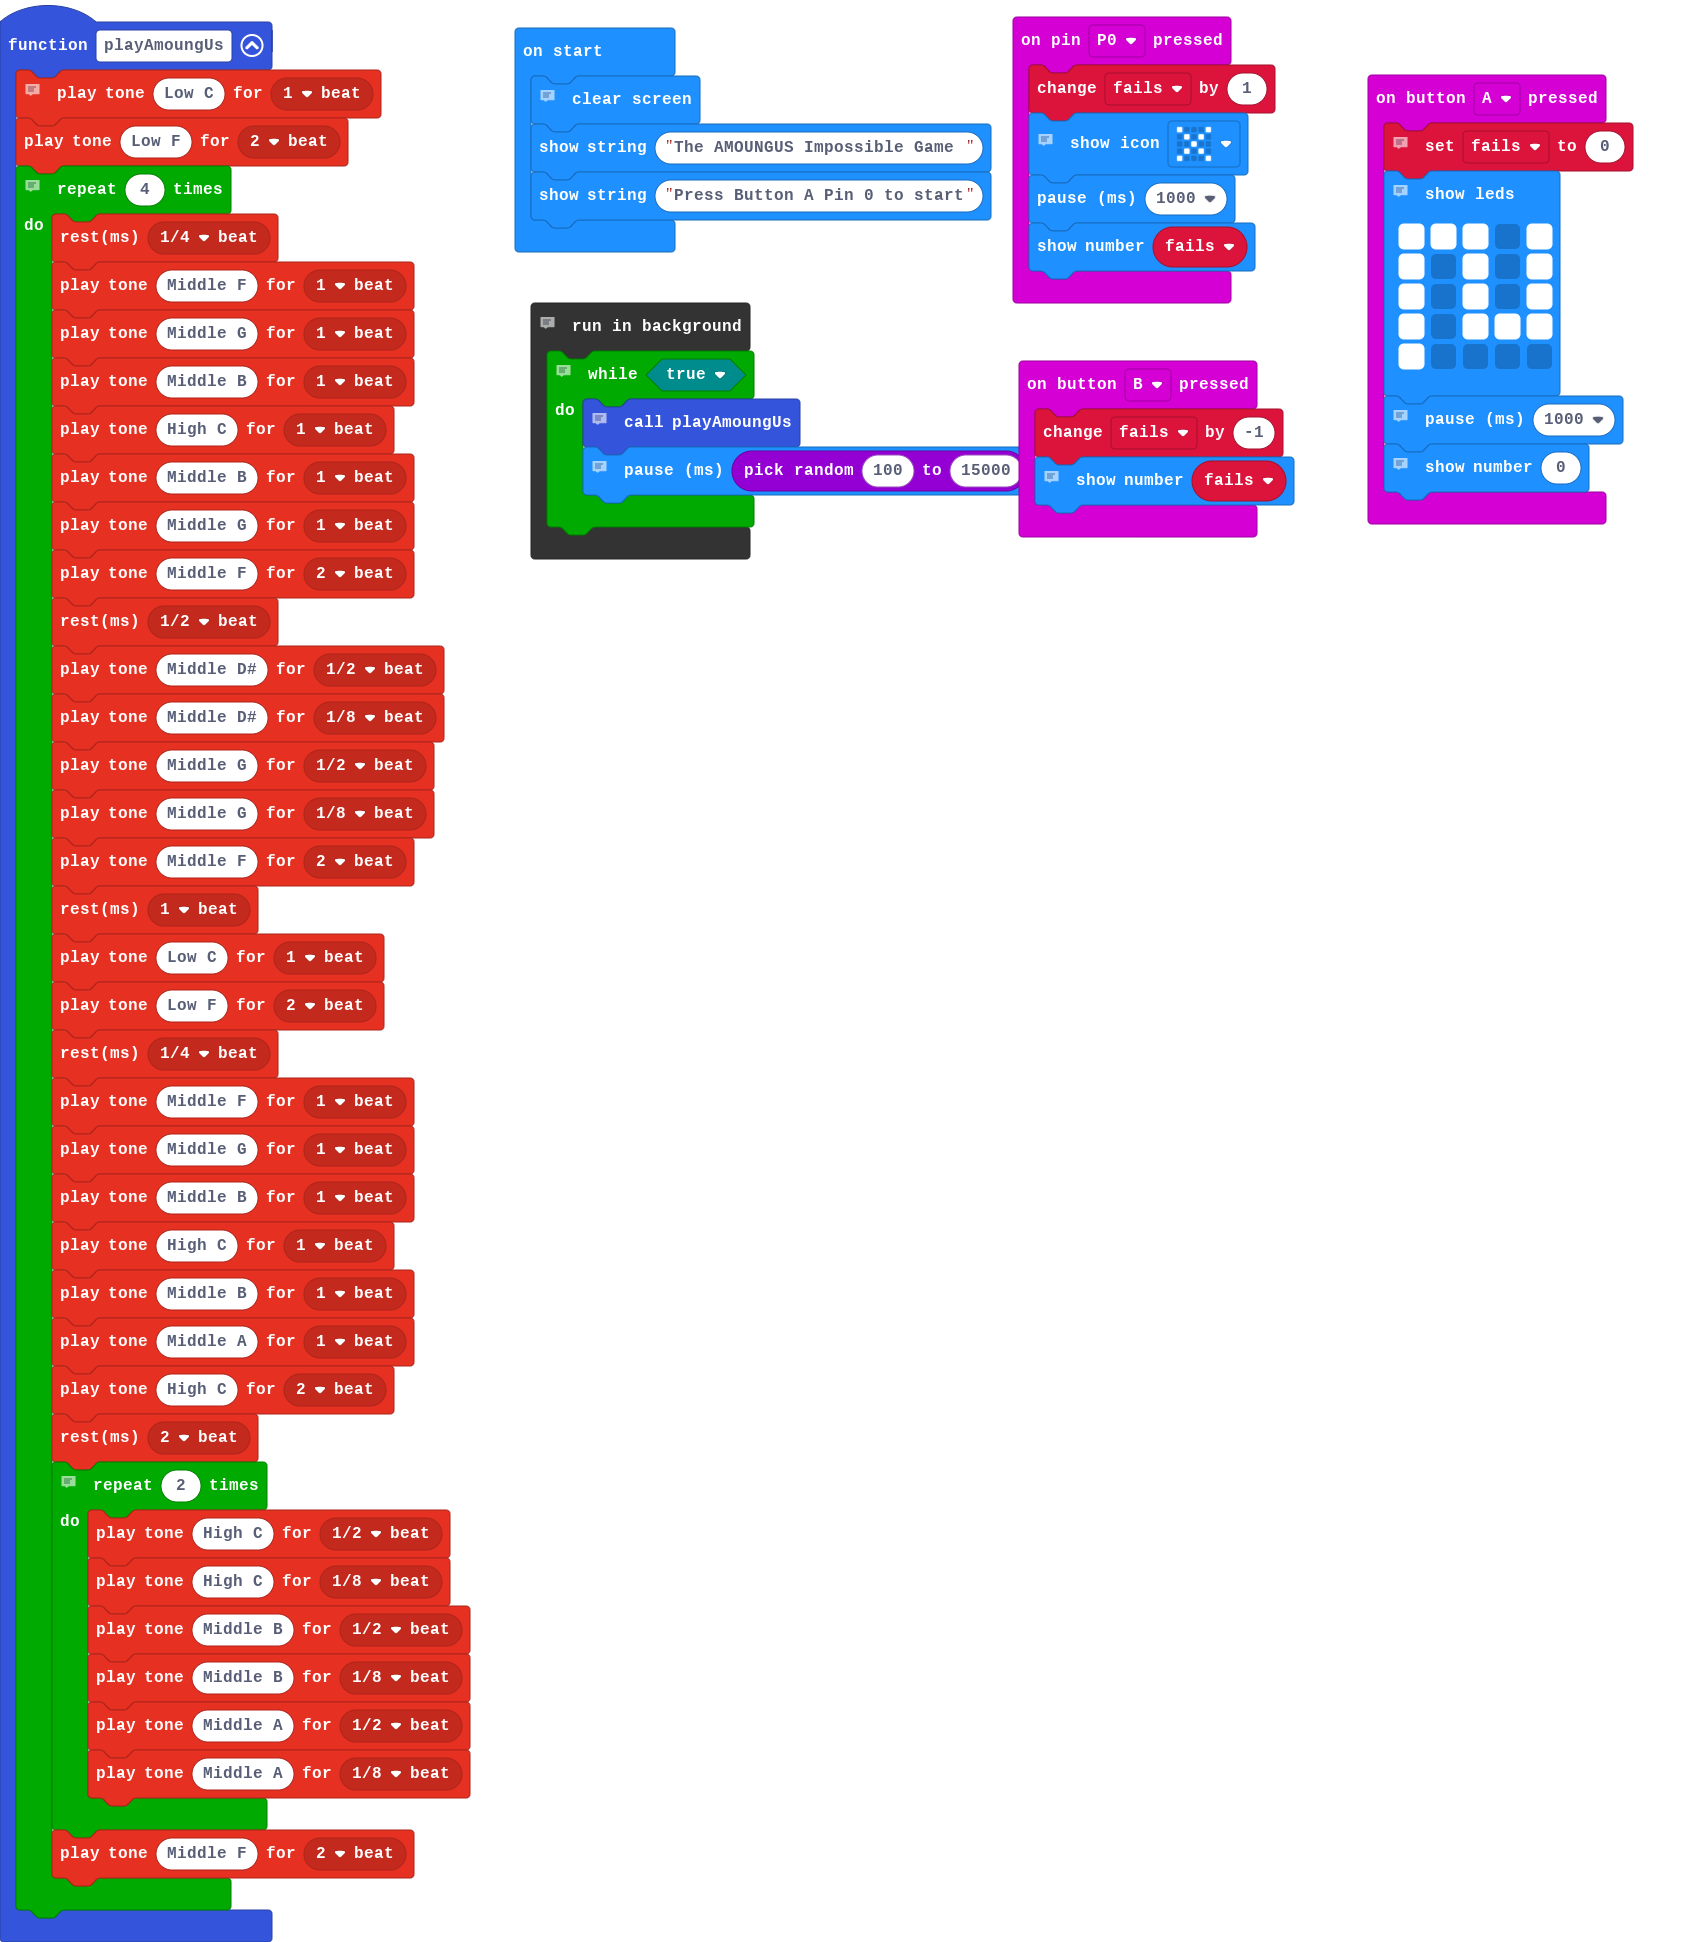 function playAmoungUs
play tone Low C for 1 beat
play tone Low F for 2 beat
repeat 4 times
do
rest(ms) 1/4 beat
play tone Middle F for 1 beat
play tone Middle G for 1 beat
play tone Middle B for 1 beat
play tone High C for 1 beat
play tone Middle B for 1 beat
play tone Middle G for 1 beat
play tone Middle F for 2 beat
rest(ms) 1/2 beat
play tone Middle D# for 1/2 beat
play tone Middle D# for 1/8 beat
play tone Middle G for 1/2 beat
play tone Middle G for 1/8 beat
play tone Middle F for 2 beat
rest(ms) 1 beat
play tone Low C for 1 beat
play tone Low F for 2 beat
rest(ms) 1/4 beat
play tone Middle F for 1 beat
play tone Middle G for 1 beat
play tone Middle B for 1 beat
play tone High C for 1 beat
play tone Middle B for 1 beat
play tone Middle A for 1 beat
play tone High C for 2 beat
rest(ms) 2 beat
repeat 2 times
do
play tone High C for 1/2 beat
play tone High C for 1/8 beat
play tone Middle B for 1/2 beat
play tone Middle B for 1/8 beat
play tone Middle A for 1/2 beat
play tone Middle A for 1/8 beat
play tone Middle F for 2 beat
on start
clear screen
show string "The AMOUNGUS Impossible Game "
show string "Press Button A Pin 0 to start"
run in background
while true
do
call playAmoungUs
pause (ms) pick random 100 to 15000
on pin P0 pressed
change fails by 1
show icon
pause (ms) 1000
show number fails
on button B pressed
change fails by -1
show number fails
on button A pressed
set fails to 0
show leds
pause (ms) 1000
show number 0